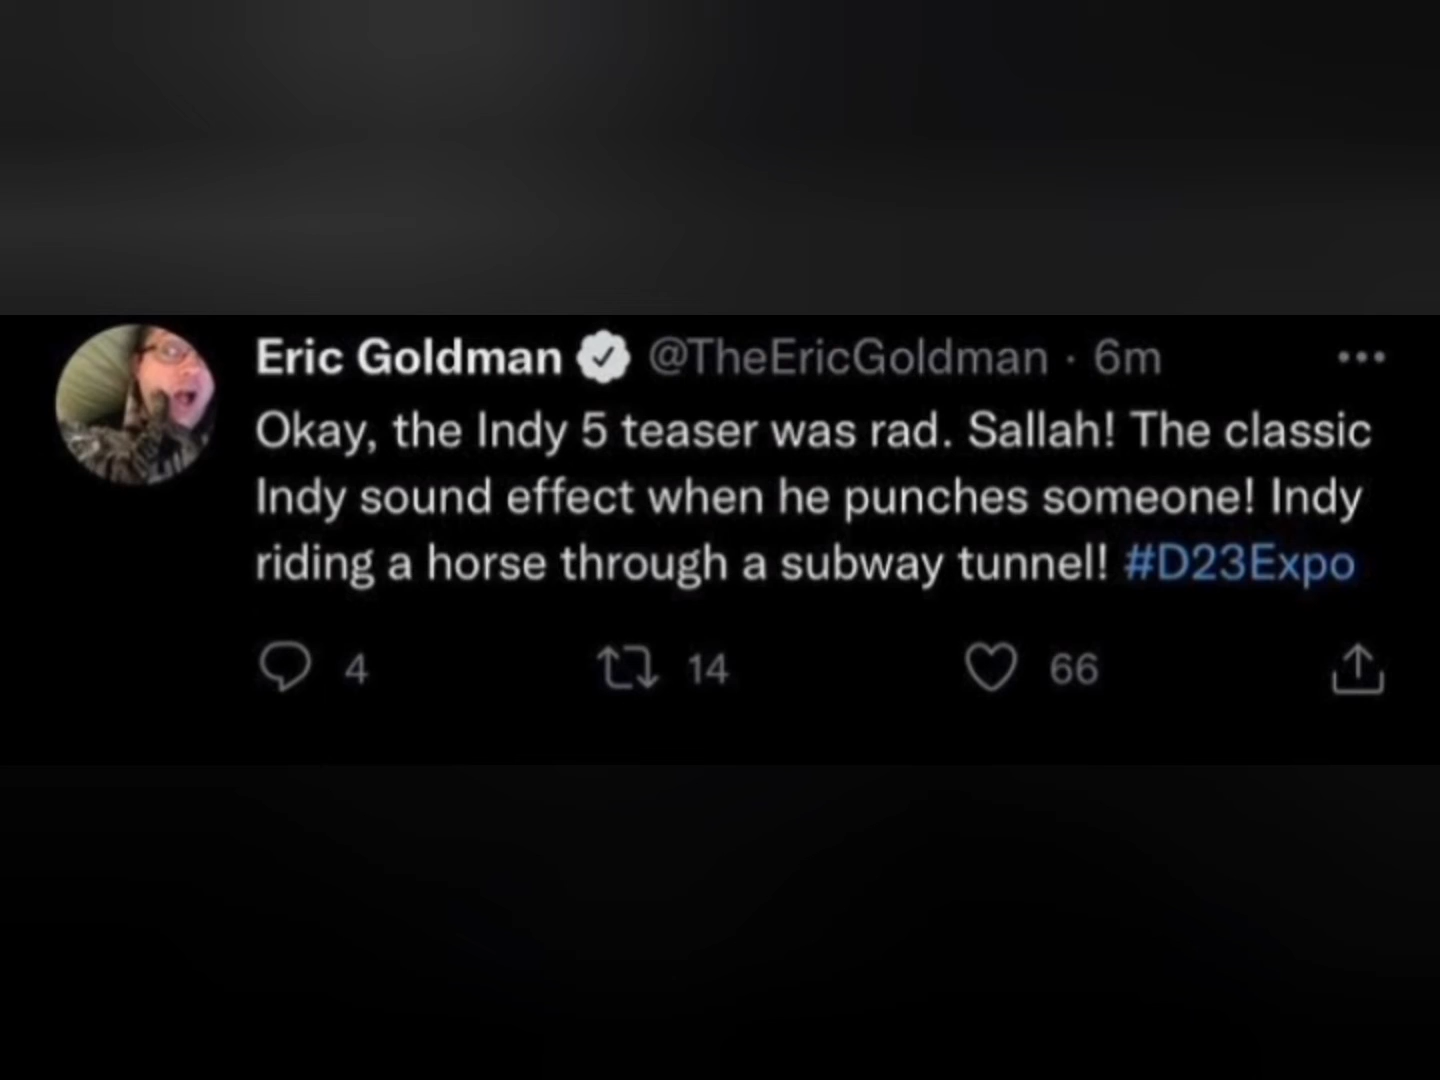 Eric Goldman @TheEricGoldman · 6m
Okay, the Indy 5 teaser was rad. Sallah! The classic
Indy sound effect when he punches someone! Indy
riding a horse through a subway tunnel! #D23Expo
4 14 66